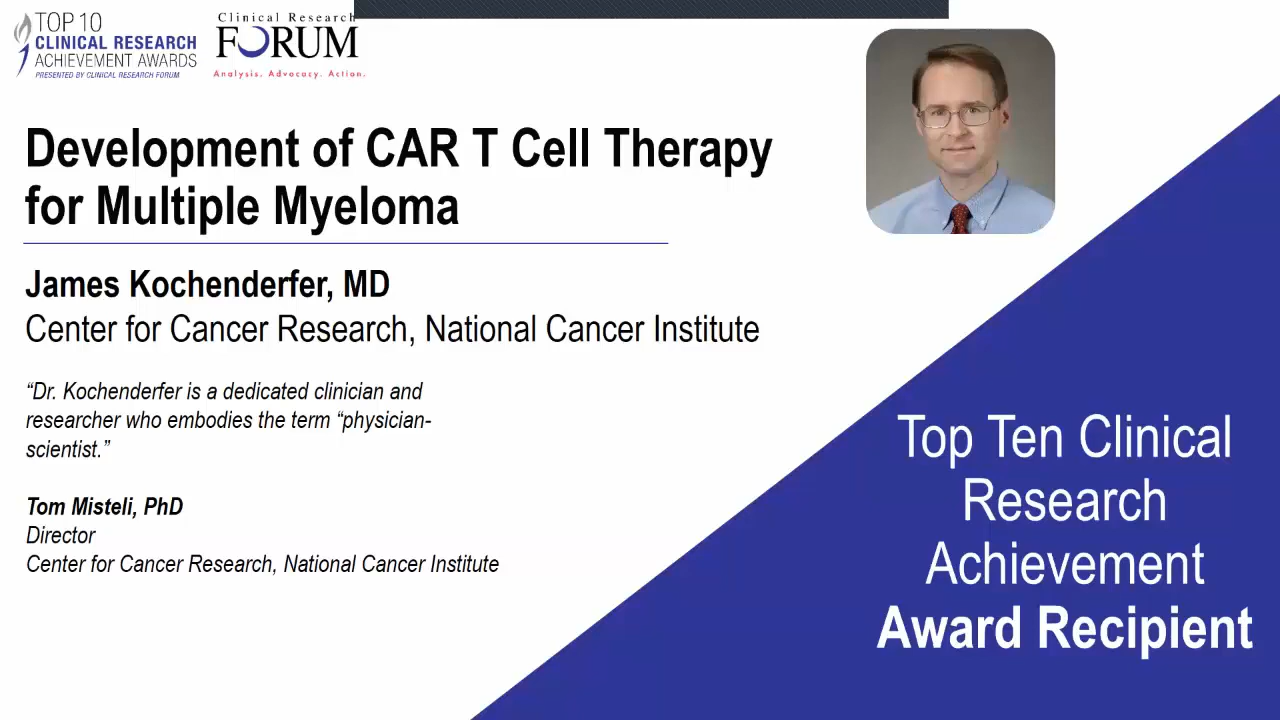 TOP 10
CLINICAL RESEARCH
ACHIEVEMENT AWARDS
PRESENTED BY CLINICAL RESEARCH FORUM
Clinical Research
FORUM
Analysis. Advocacy. Action.
Development of CAR T Cell Therapy
for Multiple Myeloma
James Kochenderfer, MD
Center for Cancer Research, National Cancer Institute
“Dr. Kochenderfer is a dedicated clinician and
researcher who embodies the term “physician-
scientist.”
Tom Misteli, PhD
Director
Center for Cancer Research, National Cancer Institute
Top Ten Clinical
Research
Achievement
Award Recipient